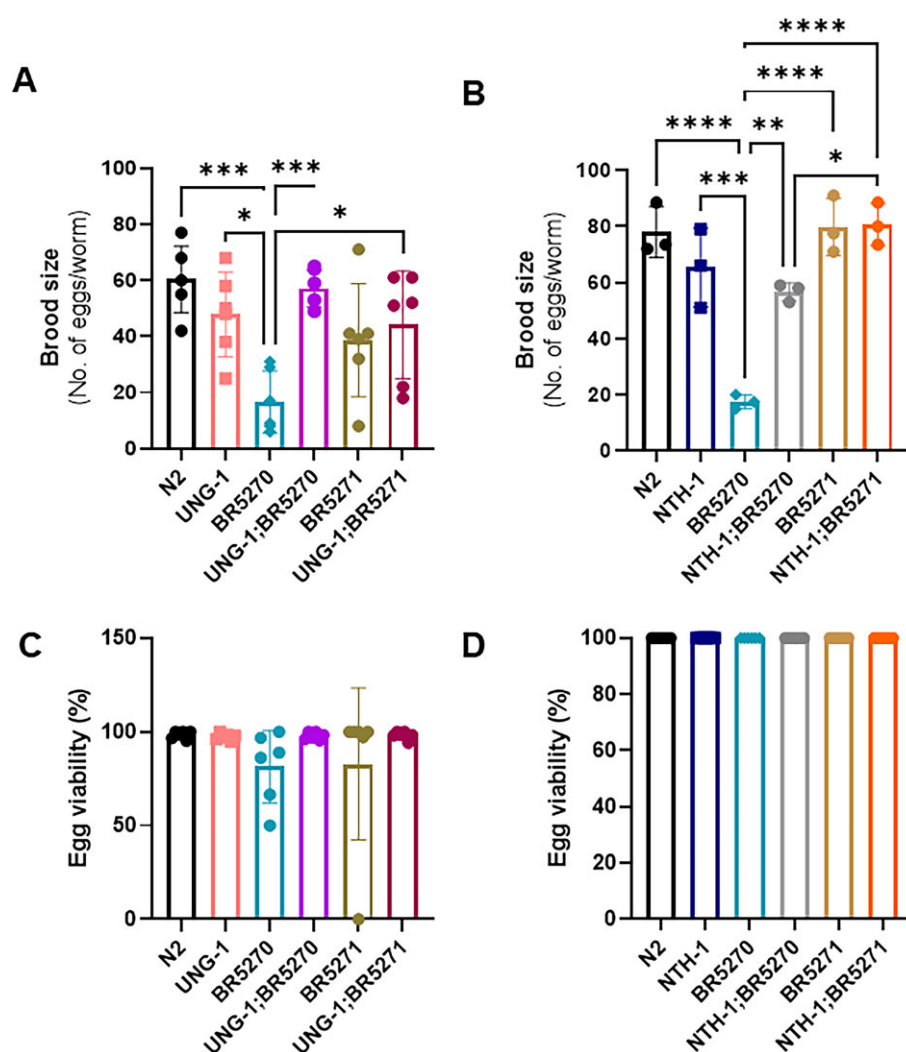 A
Brood size
(No. of eggs/worm)
100
80
60
40
20
0
***
***
*
*
N2
UNG-1
BR5270
UNG-1;BR5270
BR5271
UNG-1;BR5271
B
Brood size
(No. of eggs/worm)
100
80
60
40
20
0
****
****
****
**
***
*
N2
NTH-1
BR5270
NTH-1;BR5270
BR5271
NTH-1;BR5271
C
Egg viability (%)
150
100
50
0
N2
UNG-1
BR5270
UNG-1;BR5270
BR5271
UNG-1;BR5271
D
Egg viability (%)
100
80
60
40
20
0
N2
NTH-1
BR5270
NTH-1;BR5270
BR5271
NTH-1;BR5271